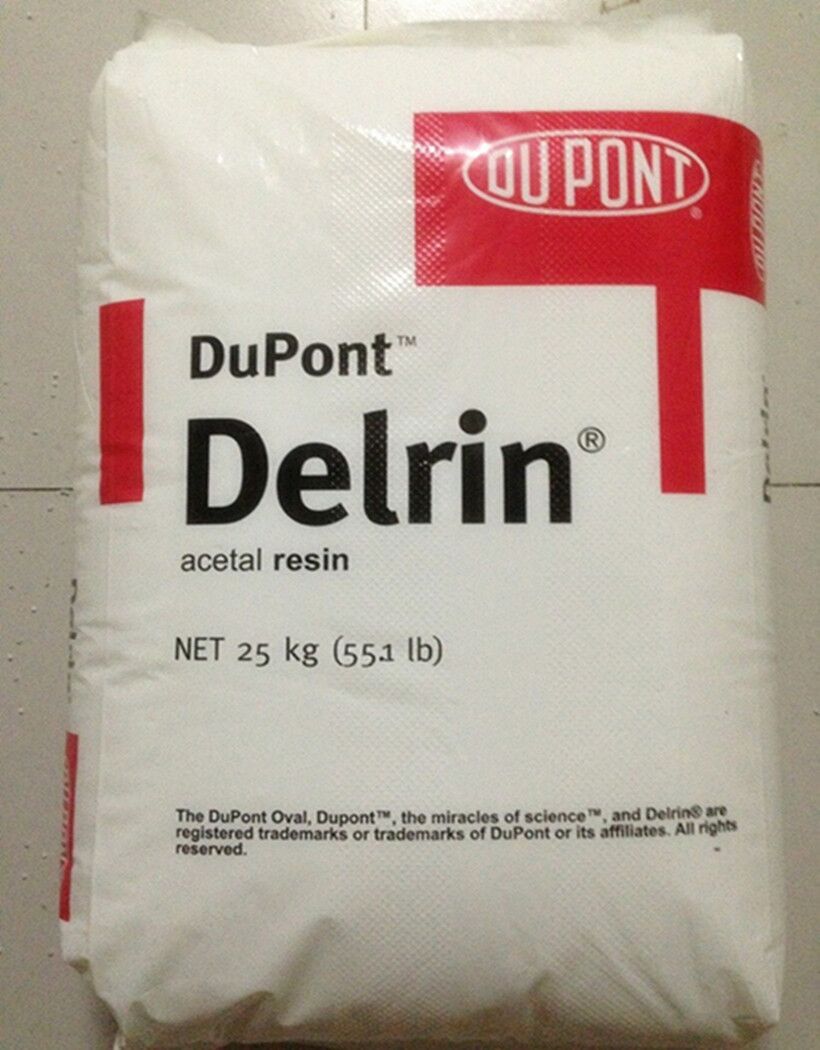 DU PONT®
DuPont™
Delrin®
acetal resin
NET 25 kg (55.1 lb)
The DuPont Oval, Dupont™, the miracles of science™, and Delrin® are
registered trademarks or trademarks of DuPont or its affiliates. All rights
reserved.